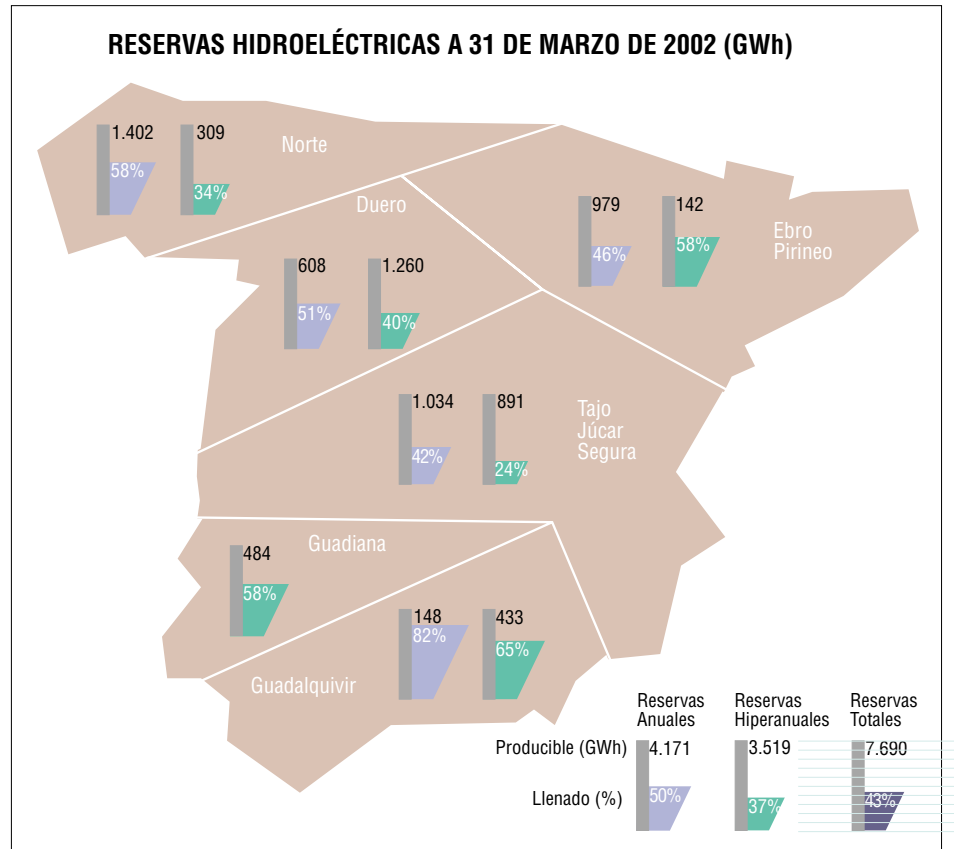 RESERVAS HIDROELÉCTRICAS A 31 DE MARZO DE 2002 (GWh)
Norte
1.402
58%
309
34%
Duero
608
51%
1.260
40%
Ebro
Pirineo
979
46%
142
58%
Tajo
Júcar
Segura
1.034
42%
891
24%
Guadiana
484
58%
Guadalquivir
148
82%
433
65%
Reservas
Anuales
Reservas
Hiperanuales
Reservas
Totales
Producible (GWh)
4.171
3.519
7.690
Llenado (%)
50%
37%
43%